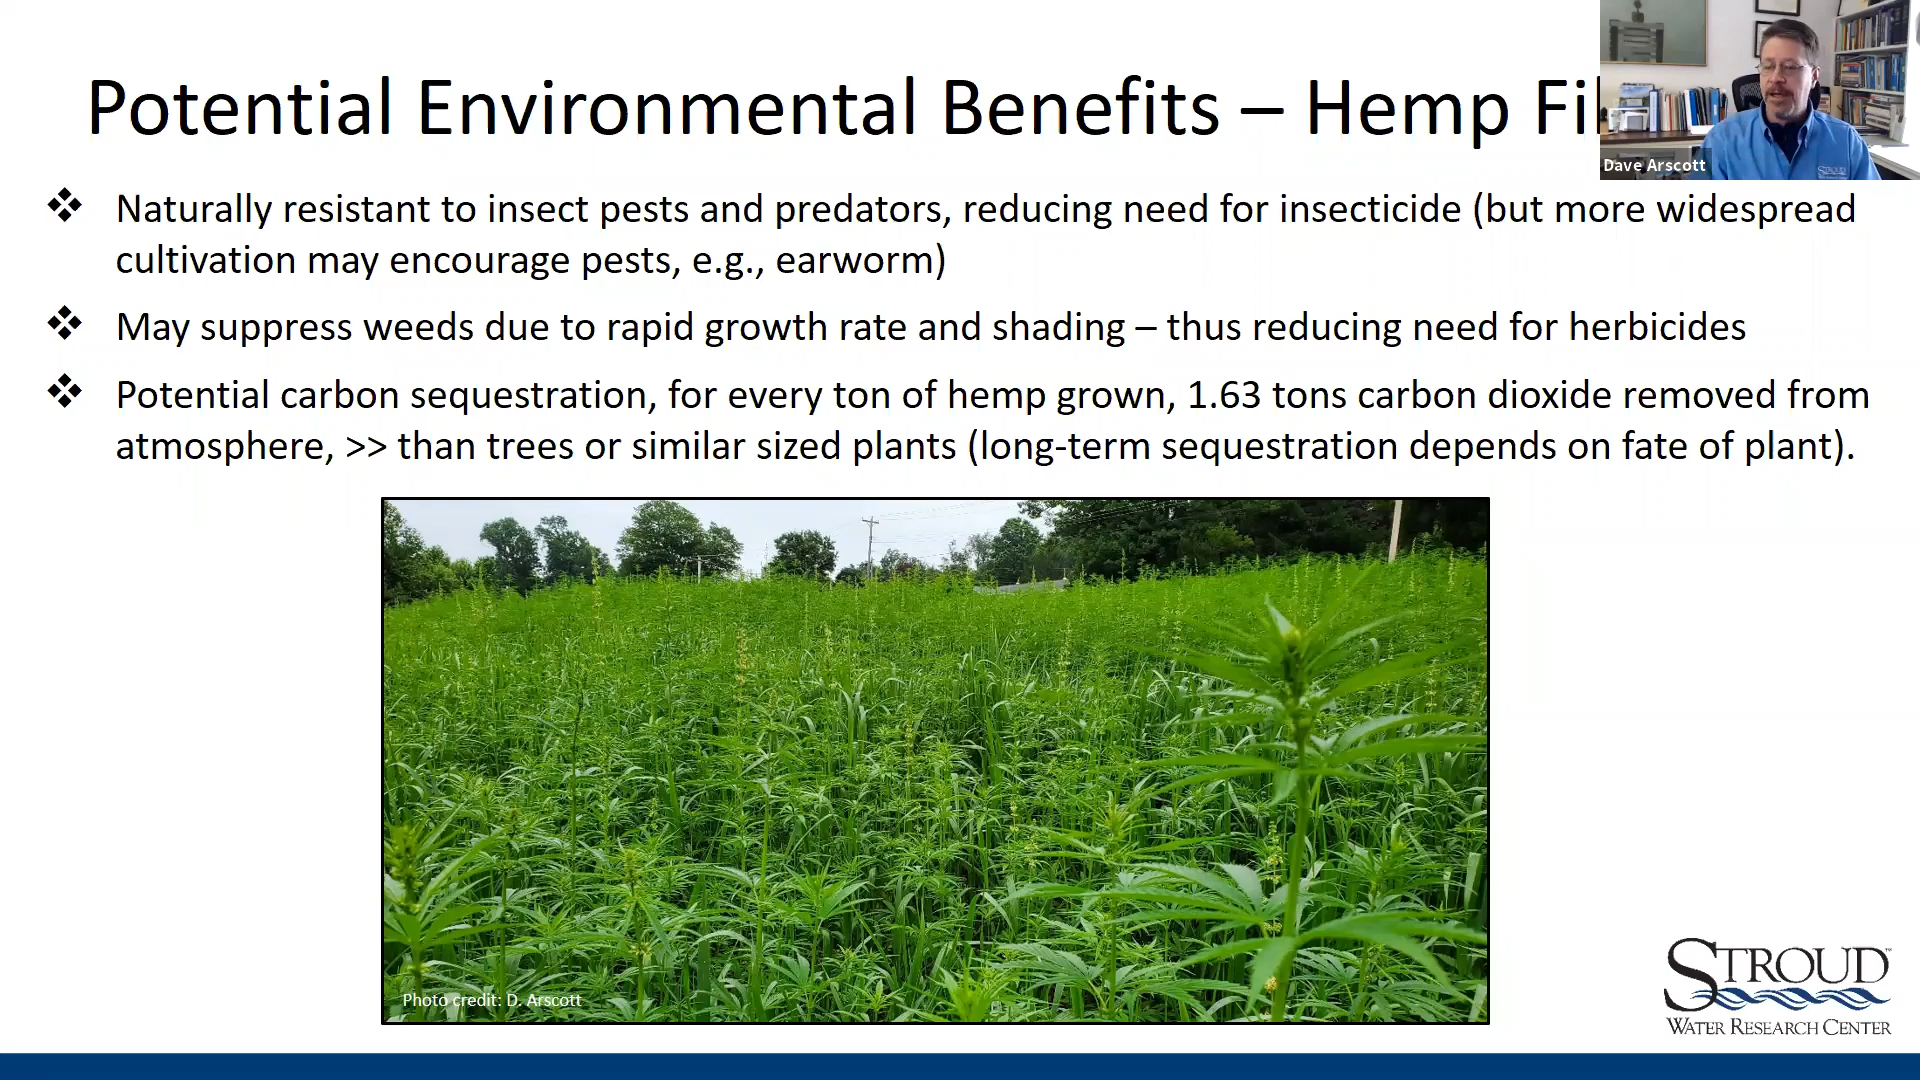 Potential Environmental Benefits – Hemp
Dave Arscott
❖ Naturally resistant to insect pests and predators, reducing need for insecticide (but more widespread
cultivation may encourage pests, e.g., earworm)
❖ May suppress weeds due to rapid growth rate and shading – thus reducing need for herbicides
❖ Potential carbon sequestration, for every ton of hemp grown, 1.63 tons carbon dioxide removed from
atmosphere, >> than trees or similar sized plants (long-term sequestration depends on fate of plant).
Photo credit: D. Arscott
STROUD™
WATER RESEARCH CENTER